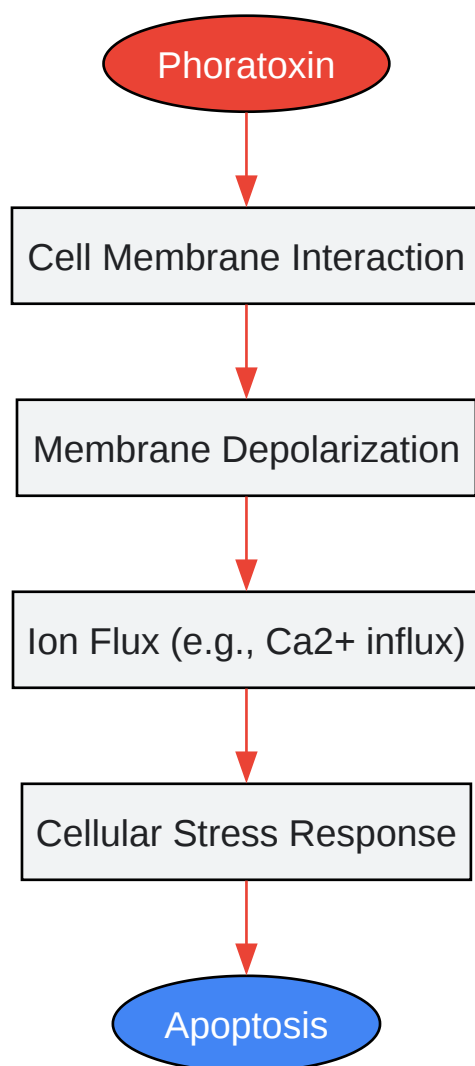 Phoratoxin
Cell Membrane Interaction
Membrane Depolarization
Ion Flux (e.g., Ca2+ influx)
Cellular Stress Response
Apoptosis